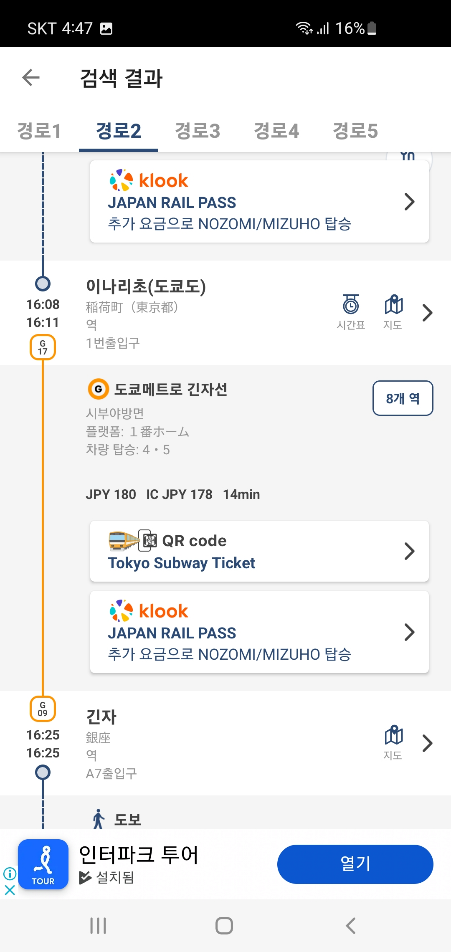 SKT 4:47
16%
검색 결과
경로1 경로2 경로3 경로4 경로5
klook
JAPAN RAIL PASS
추가 요금으로 NOZOMI/MIZUHO 탑승
16:08
16:11
G
17
이나리초(도쿄도)
稲荷町（東京都）
역
1번출입구
시간표
지도
G 도쿄메트로 긴자선
시부야방면
플랫폼: １番ホーム
차량 탑승: 4・5
8개 역
JPY 180 IC JPY 178 14min
QR code
Tokyo Subway Ticket
klook
JAPAN RAIL PASS
추가 요금으로 NOZOMI/MIZUHO 탑승
G
09
16:25
16:25
긴자
銀座
역
A7출입구
지도
도보
TOUR
인터파크 투어
설치됨
열기